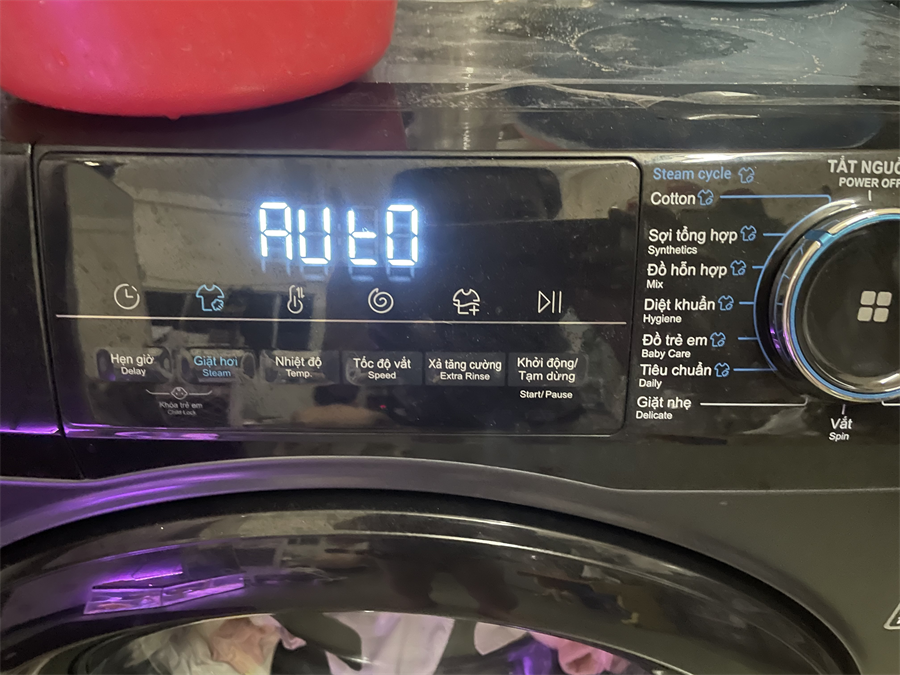 AUtO
Hẹn giờ
Delay
Giặt hơi
Steam
Nhiệt độ
Temp.
Tốc độ vắt
Speed
Xả tăng cường
Extra Rinse
Khởi động/
Tạm dừng
Start/Pause
Khóa trẻ em
Child Lock
Steam cycle
Cotton
Sợi tổng hợp
Synthetics
Đồ hỗn hợp
Mix
Diệt khuẩn
Hygiene
Đồ trẻ em
Baby Care
Tiêu chuẩn
Daily
Giặt nhẹ
Delicate
TẮT NGUỒ
POWER OFF
Vắt
Spin